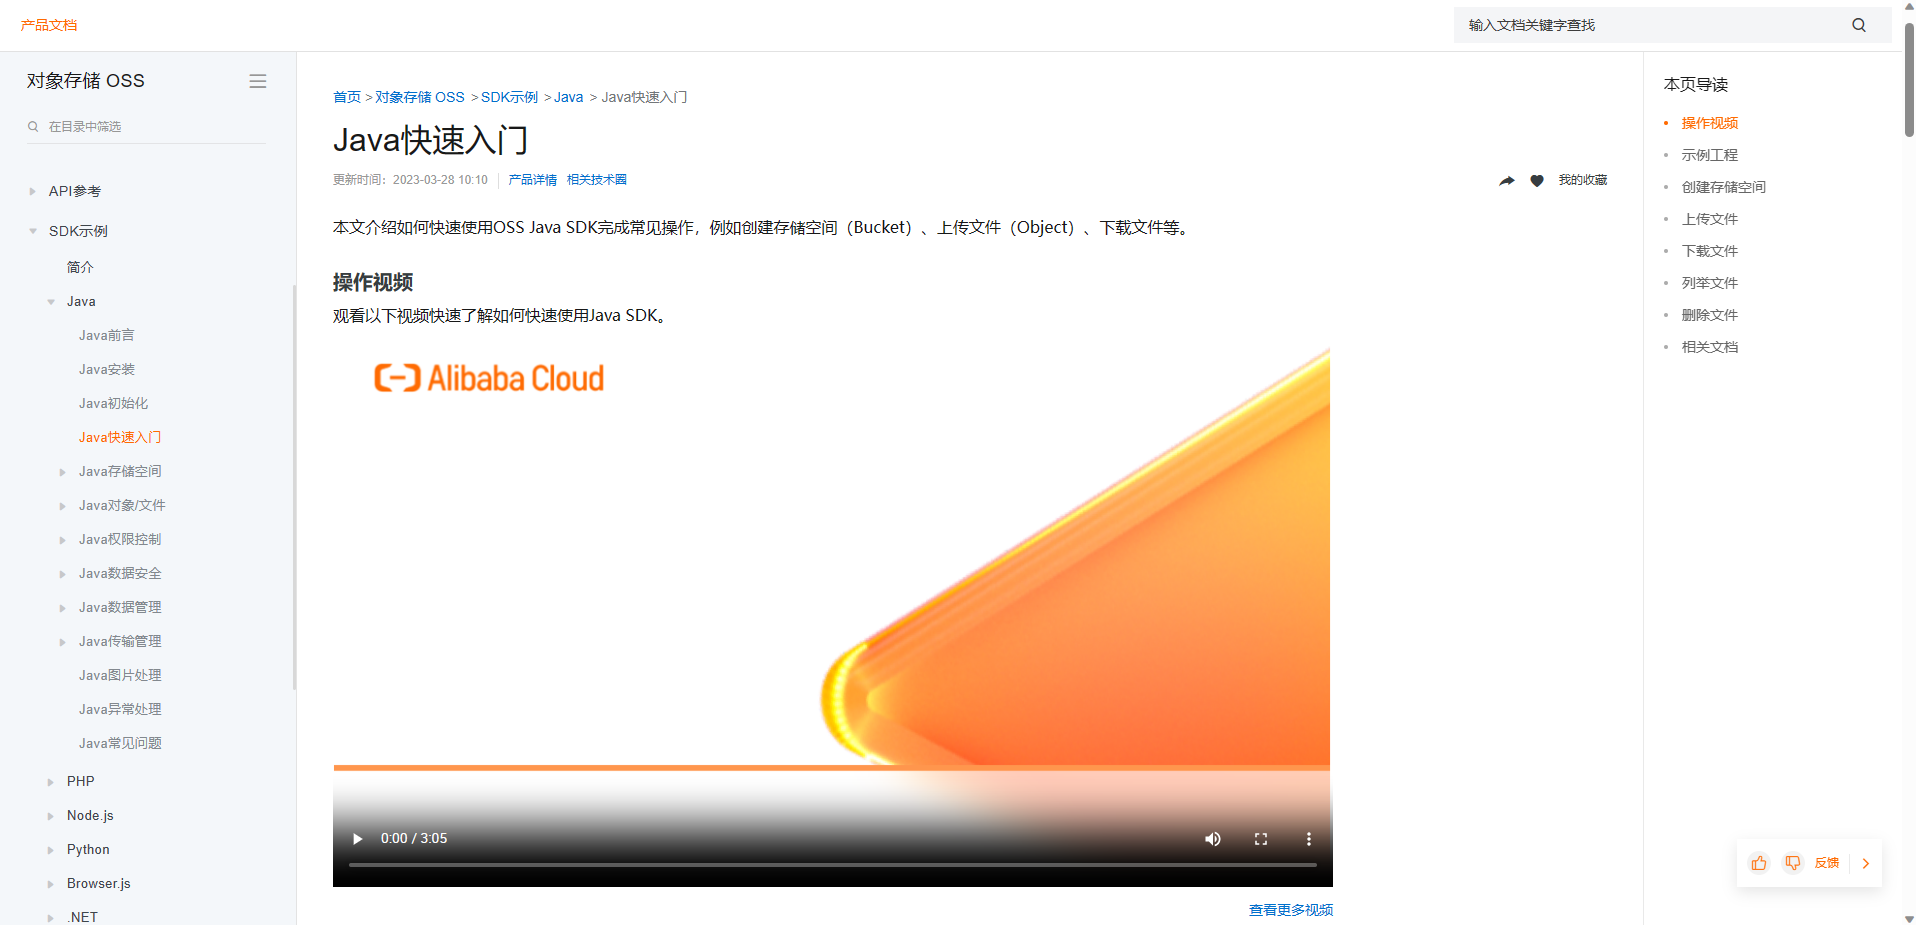 产品文档
输入文档关键字查找
对象存储 OSS
在目录中筛选
API参考
SDK示例
简介
Java
Java前言
Java安装
Java初始化
Java快速入门
Java存储空间
Java对象/文件
Java权限控制
Java数据安全
Java数据管理
Java传输管理
Java图片处理
Java异常处理
Java常见问题
PHP
Node.js
Python
Browser.js
.NET
首页 > 对象存储 OSS > SDK示例 > Java > Java快速入门
Java快速入门
更新时间：2023-03-28 10:10 产品详情 相关技术圈
我的收藏
本文介绍如何快速使用OSS Java SDK完成常见操作，例如创建存储空间（Bucket）、上传文件（Object）、下载文件等。
操作视频
观看以下视频快速了解如何快速使用Java SDK。
Alibaba Cloud
0:00 / 3:05
查看更多视频
本页导读
操作视频
示例工程
创建存储空间
上传文件
下载文件
列举文件
删除文件
相关文档
反馈